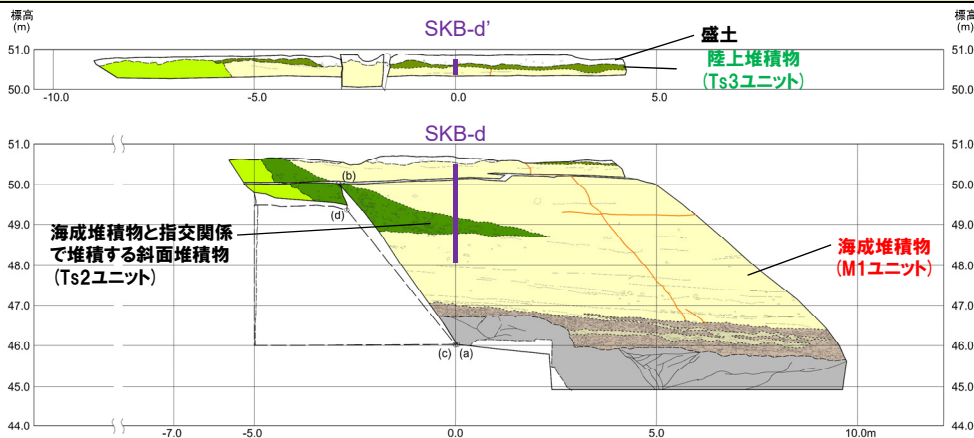 標高
(m)
標高
(m)
SKB-d’
盛土
陸上堆積物
(Ts3ユニット)
51.0
50.0
51.0
50.0
-10.0
-5.0
0.0
5.0
SKB-d
51.0
50.0
49.0
48.0
47.0
46.0
45.0
44.0
51.0
50.0
49.0
48.0
47.0
46.0
45.0
44.0
(b)
(d)
(c)
(a)
海成堆積物と指交関係
で堆積する斜面堆積物
(Ts2ユニット)
海成堆積物
(M1ユニット)
-7.0
-5.0
0.0
5.0
10.0m